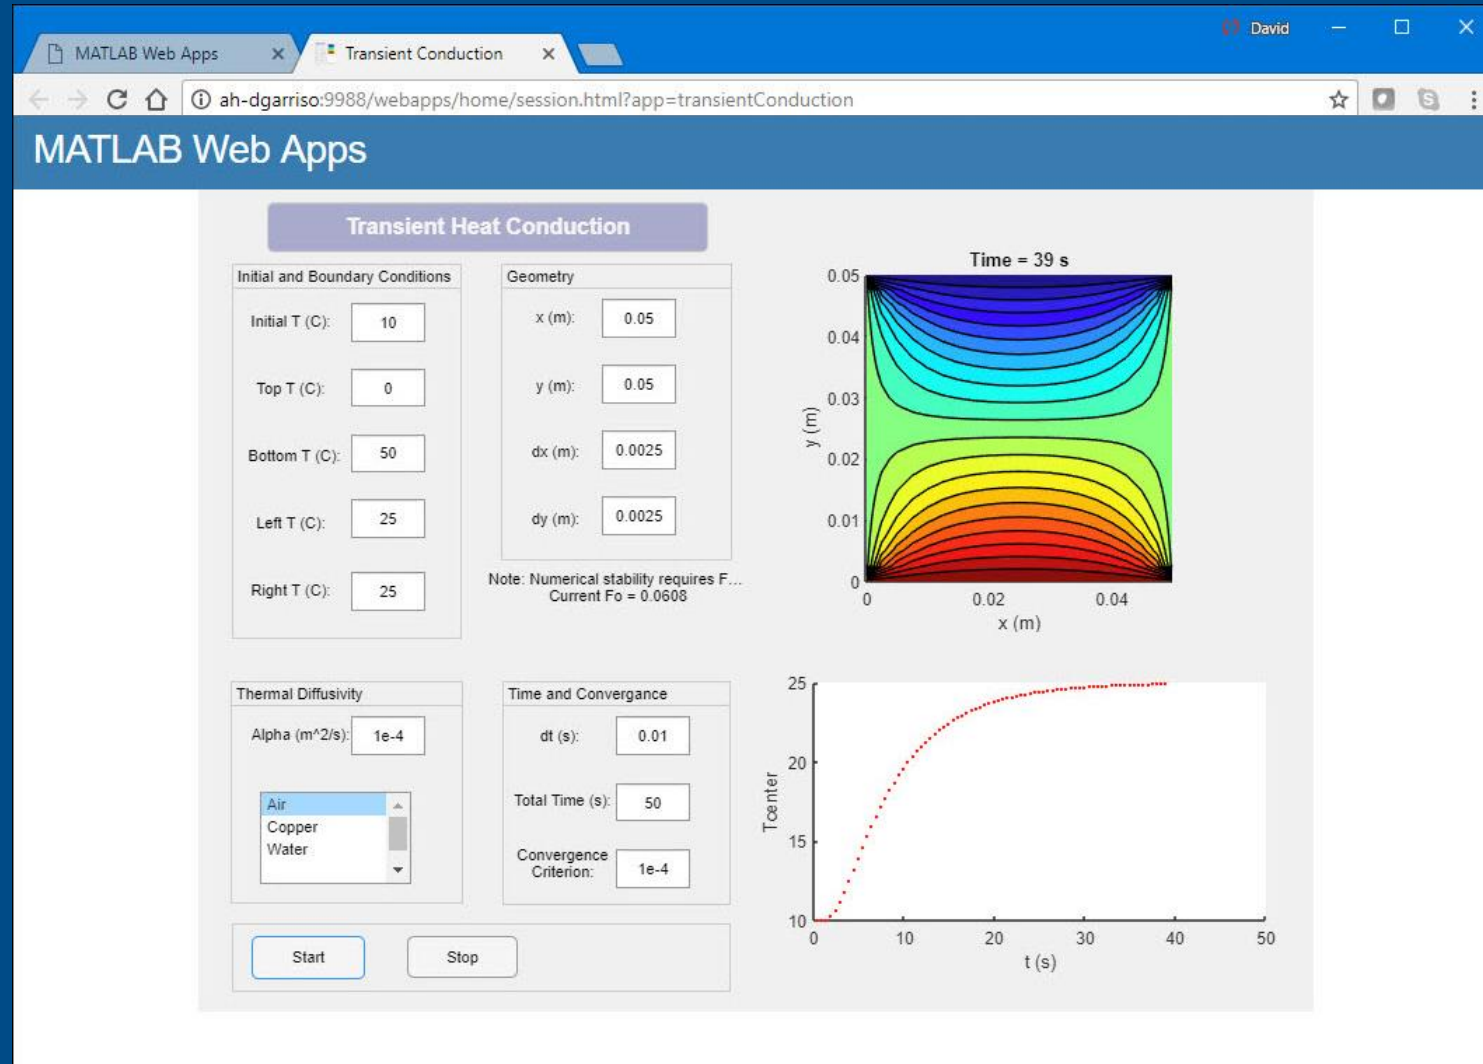 David
MATLAB Web Apps
Transient Conduction
ah-dgarriso:9988/webapps/home/session.html?app=transientConduction
MATLAB Web Apps
Transient Heat Conduction
Initial and Boundary Conditions
Initial T (C): 10
Top T (C): 0
Bottom T (C): 50
Left T (C): 25
Right T (C): 25
Geometry
x (m): 0.05
y (m): 0.05
dx (m): 0.0025
dy (m): 0.0025
Note: Numerical stability requires F...
Current Fo = 0.0608
Time = 39 s
0.05
0.04
0.03
0.02
0.01
0
y (m)
0 0.02 0.04
x (m)
Thermal Diffusivity
Alpha (m^2/s): 1e-4
Air
Copper
Water
Time and Convergance
dt (s): 0.01
Total Time (s): 50
Convergence
Criterion: 1e-4
Start
Stop
25
20
15
10
Tcenter
0 10 20 30 40 50
t (s)